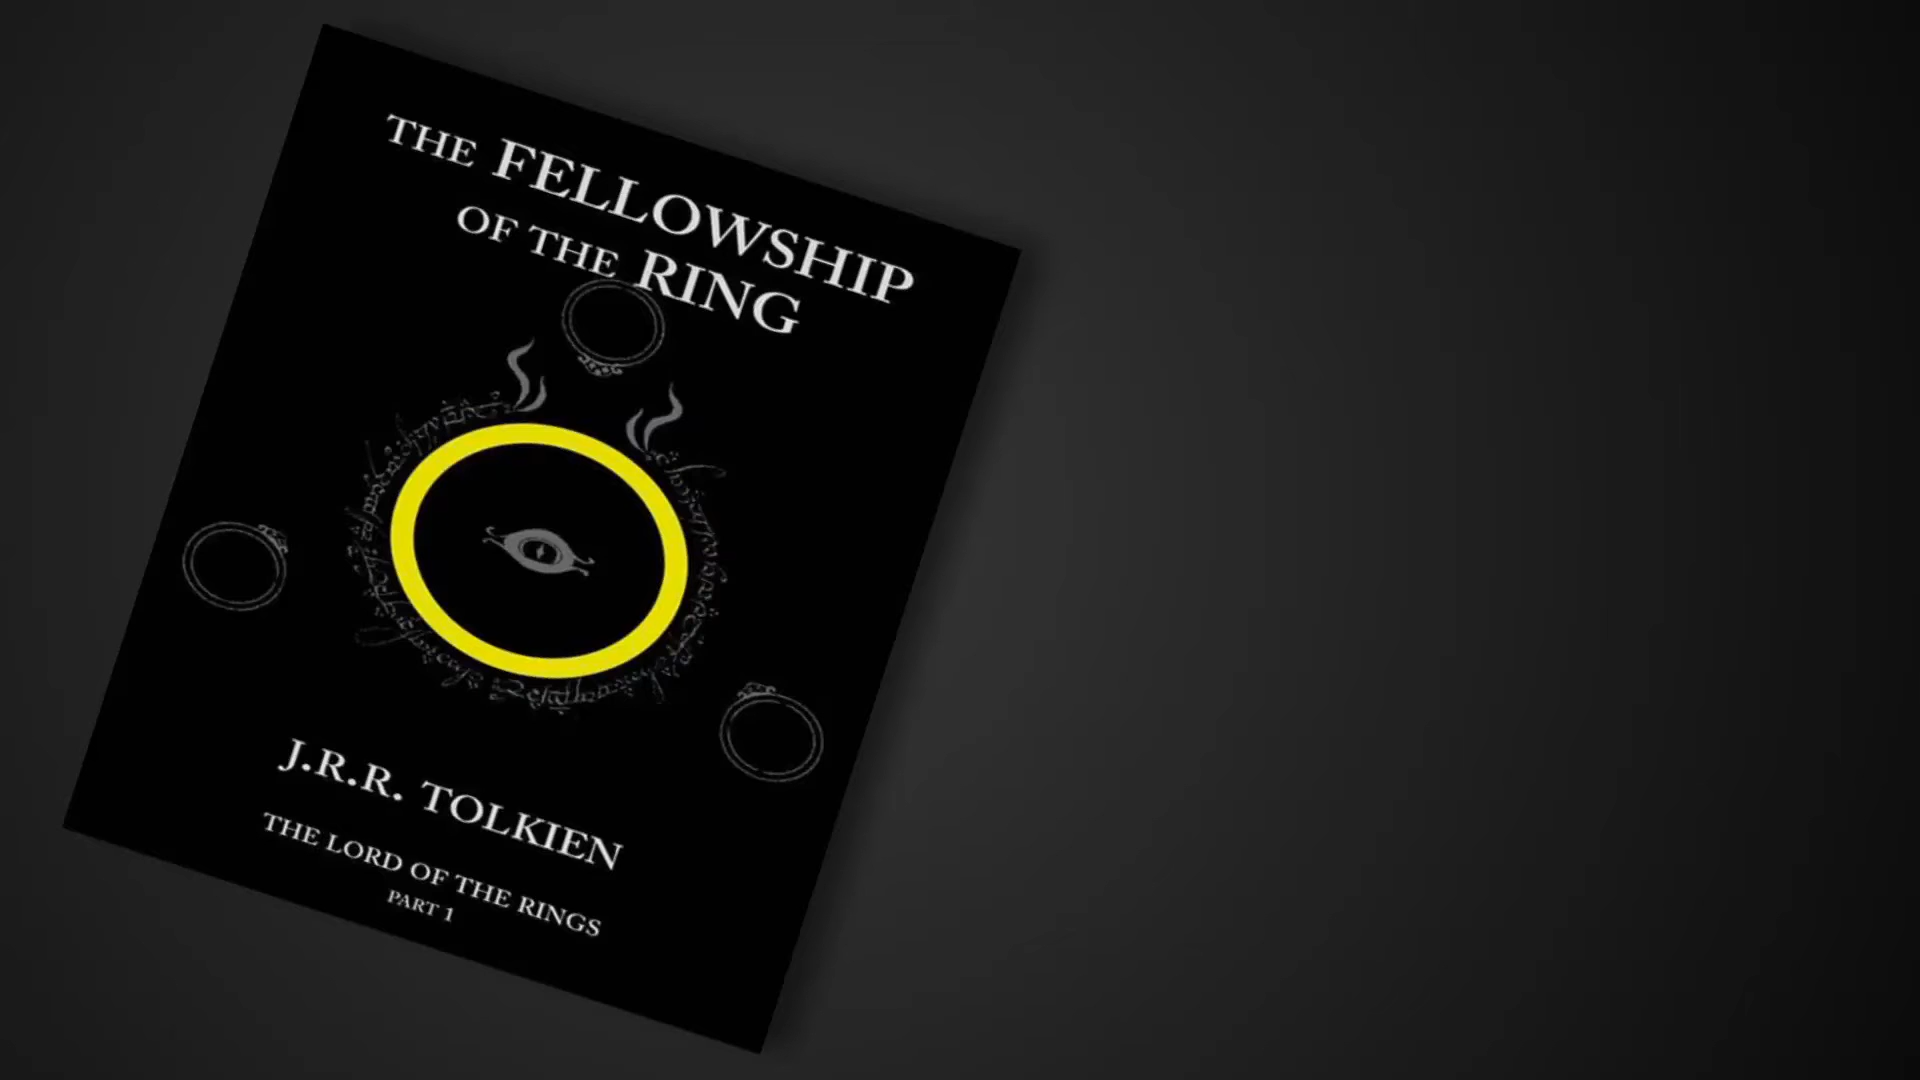 THE FELLOWSHIP
OF THE RING
J.R.R. TOLKIEN
THE LORD OF THE RINGS
PART 1